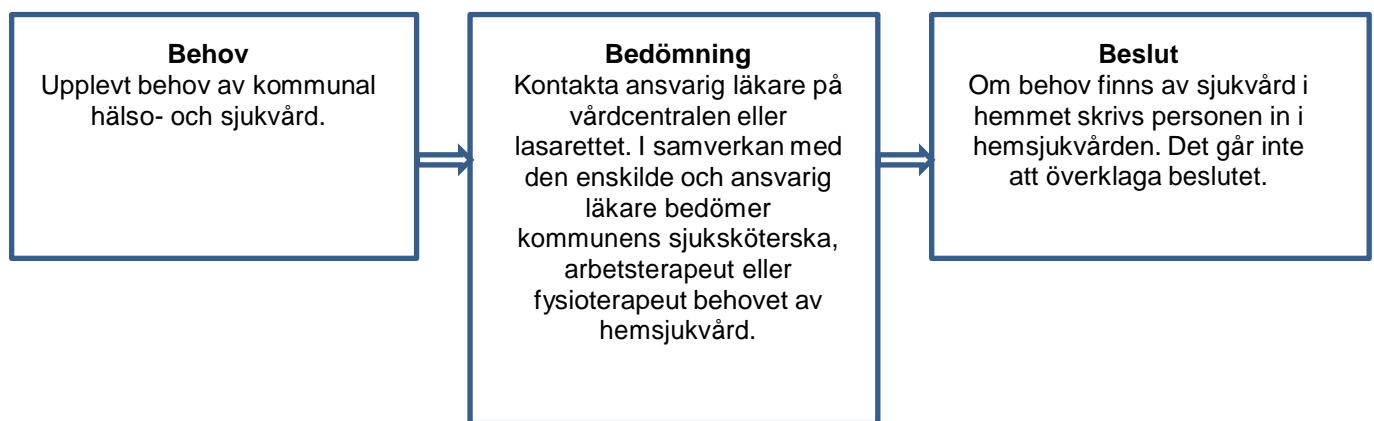 Behov
Upplevt behov av kommunal
hälso- och sjukvård.
Bedömning
Kontakta ansvarig läkare på
vårdcentralen eller
lasarettet. I samverkan med
den enskilde och ansvarig
läkare bedömer
kommunens sjuksköterska,
arbetsterapeut eller
fysioterapeut behovet av
hemsjukvård.
Beslut
Om behov finns av sjukvård i
hemmet skrivs personen in i
hemsjukvården. Det går inte
att överklaga beslutet.